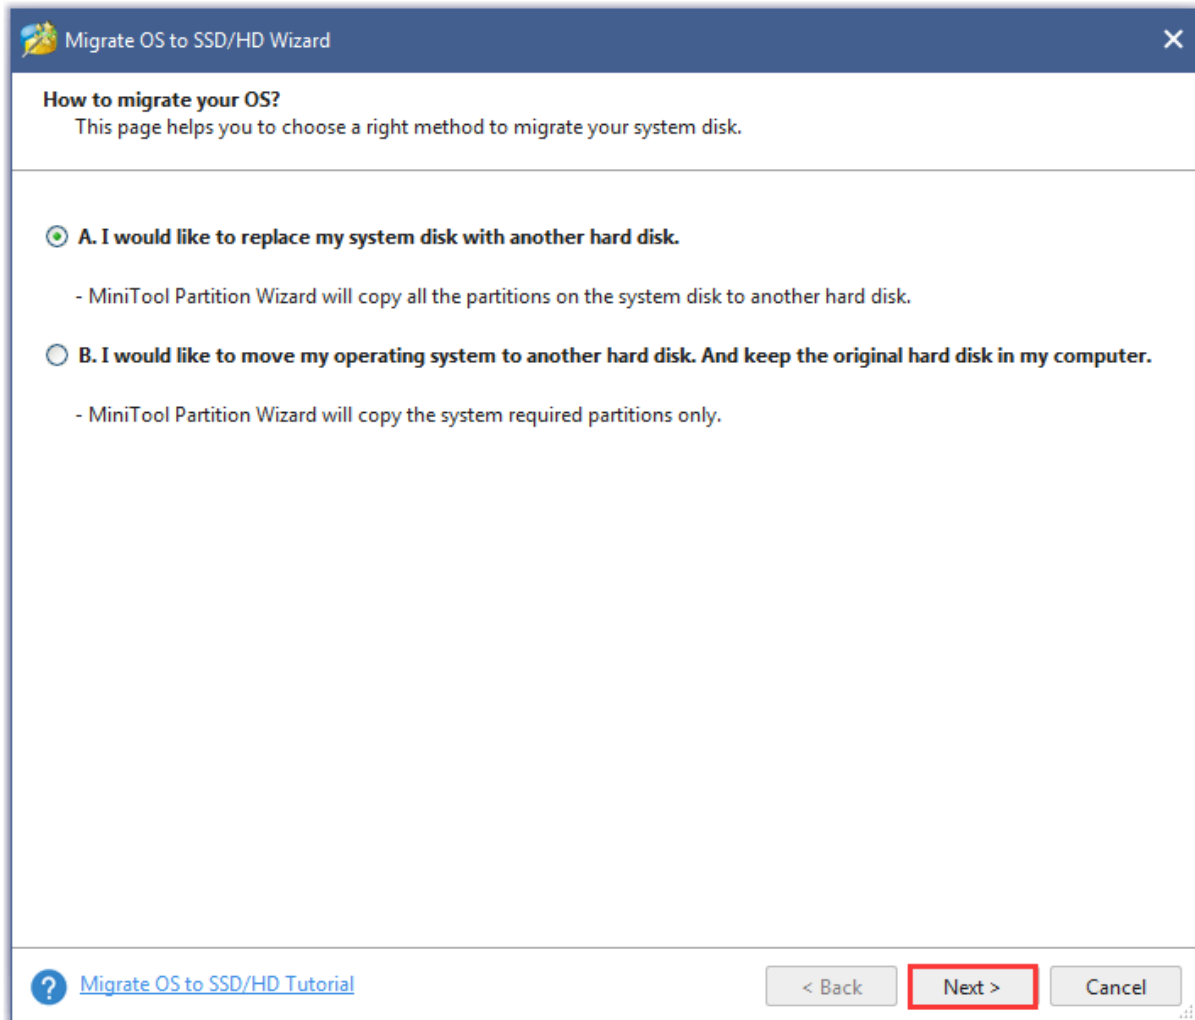 Migrate OS to SSD/HD Wizard
How to migrate your OS?
This page helps you to choose a right method to migrate your system disk.
A. I would like to replace my system disk with another hard disk.
- MiniTool Partition Wizard will copy all the partitions on the system disk to another hard disk.
B. I would like to move my operating system to another hard disk. And keep the original hard disk in my computer.
- MiniTool Partition Wizard will copy the system required partitions only.
? Migrate OS to SSD/HD Tutorial < Back Next > Cancel